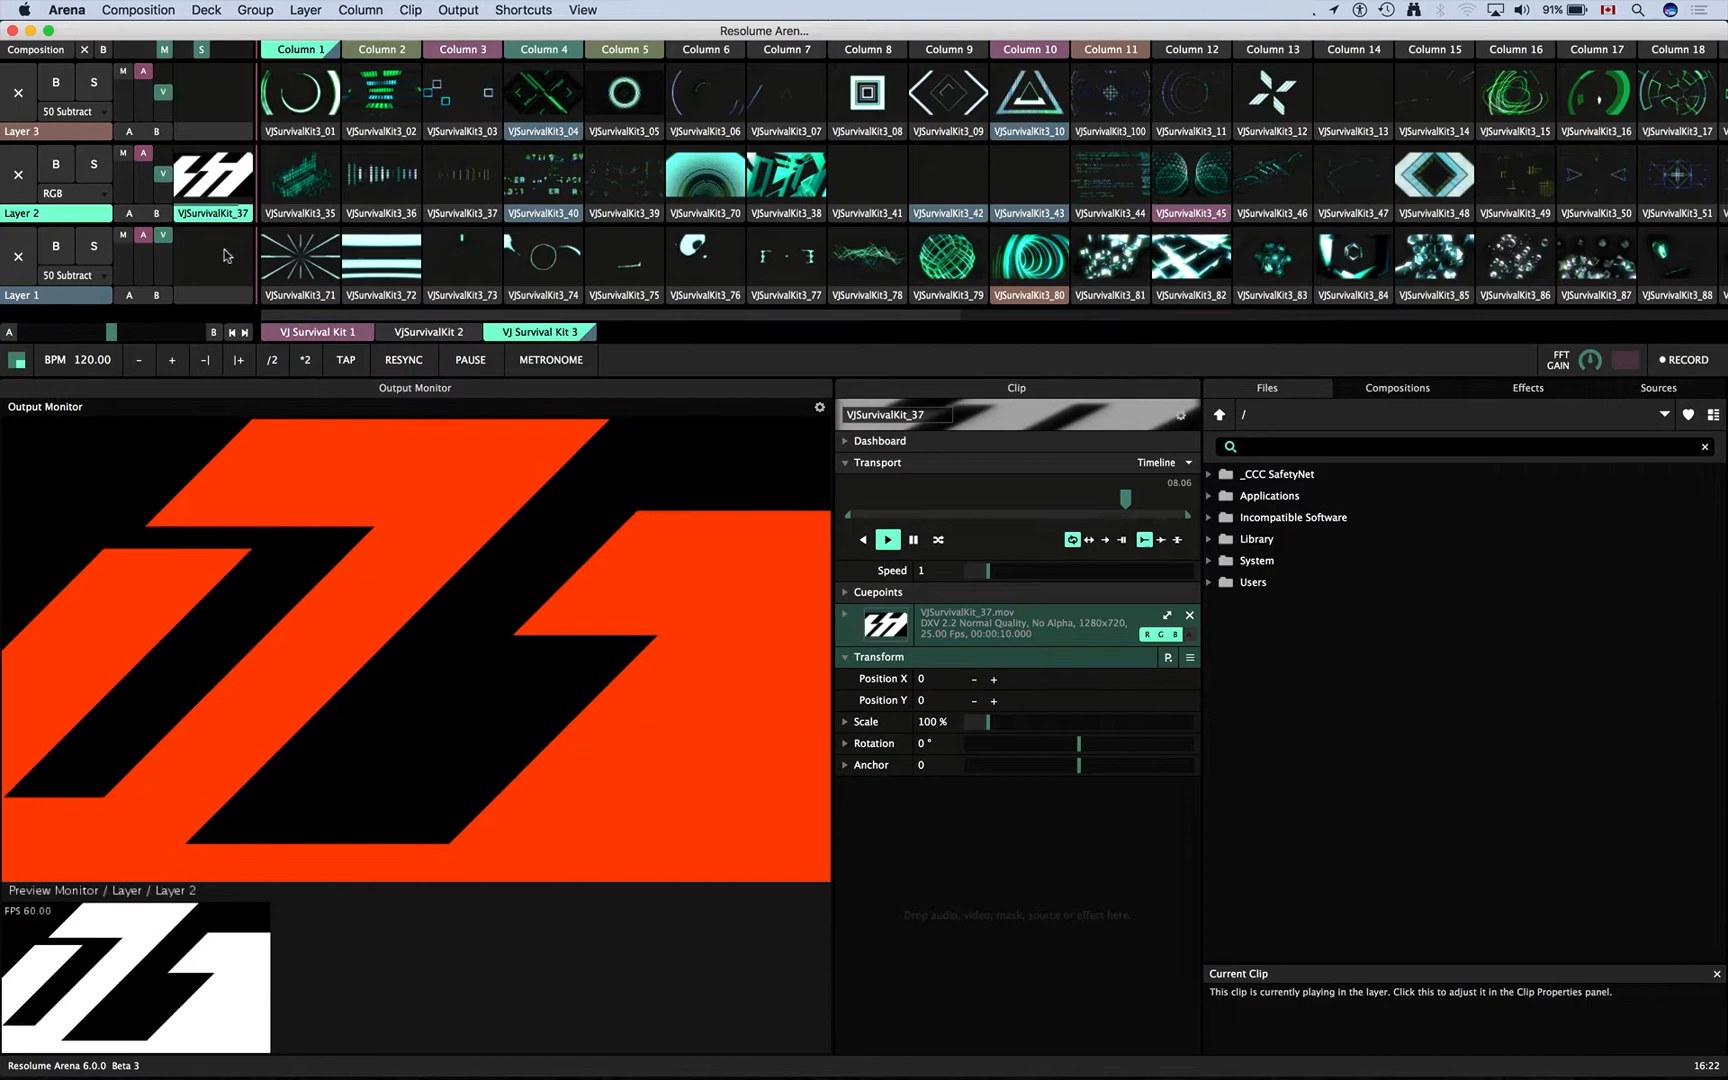 Arena Composition Deck Group Layer Column Clip Output Shortcuts View 91%
Resolume Aren...
Composition B M S Column 1 Column 2 Column 3 Column 4 Column 5 Column 6 Column 7 Column 8 Column 9 Column 10 Column 11 Column 12 Column 13 Column 14 Column 15 Column 16 Column 17 Column 18
B S M A V
50 Subtract
Layer 3 A B VJSurvivalKit3_01 VJSurvivalKit3_02 VJSurvivalKit3_03 VJSurvivalKit3_04 VJSurvivalKit3_05 VJSurvivalKit3_06 VJSurvivalKit3_07 VJSurvivalKit3_08 VJSurvivalKit3_09 VJSurvivalKit3_10 VJSurvivalKit3_100 VJSurvivalKit3_11 VJSurvivalKit3_12 VJSurvivalKit3_13 VJSurvivalKit3_14 VJSurvivalKit3_15 VJSurvivalKit3_16 VJSurvivalKit3_17
B S M A V
RGB
Layer 2 A B VJSurvivalKit_37 VJSurvivalKit3_35 VJSurvivalKit3_36 VJSurvivalKit3_37 VJSurvivalKit3_40 VJSurvivalKit3_39 VJSurvivalKit3_70 VJSurvivalKit3_38 VJSurvivalKit3_41 VJSurvivalKit3_42 VJSurvivalKit3_43 VJSurvivalKit3_44 VJSurvivalKit3_45 VJSurvivalKit3_46 VJSurvivalKit3_47 VJSurvivalKit3_48 VJSurvivalKit3_49 VJSurvivalKit3_50 VJSurvivalKit3_51
B S M A V
50 Subtract
Layer 1 A B VJSurvivalKit3_71 VJSurvivalKit3_72 VJSurvivalKit3_73 VJSurvivalKit3_74 VJSurvivalKit3_75 VJSurvivalKit3_76 VJSurvivalKit3_77 VJSurvivalKit3_78 VJSurvivalKit3_79 VJSurvivalKit3_80 VJSurvivalKit3_81 VJSurvivalKit3_82 VJSurvivalKit3_83 VJSurvivalKit3_84 VJSurvivalKit3_85 VJSurvivalKit3_86 VJSurvivalKit3_87 VJSurvivalKit3_88
A B VJ Survival Kit 1 VjSurvivalKit 2 VJ Survival Kit 3
BPM 120.00 - + -| |+ /2 *2 TAP RESYNC PAUSE METRONOME FFT GAIN RECORD
Output Monitor Clip Files Compositions Effects Sources
Output Monitor
VJSurvivalKit_37
/
Dashboard
Transport Timeline
08.06
Speed 1
Cuepoints
VJSurvivalKit_37.mov
DXV 2.2 Normal Quality, No Alpha, 1280x720,
25.00 Fps, 00:00:10.000 R G B A
Transform P.
Position X 0 - +
Position Y 0 - +
Scale 100 %
Rotation 0 °
Anchor 0
Drop audio, video, mask, source or effect here.
_CCC SafetyNet
Applications
Incompatible Software
Library
System
Users
Preview Monitor / Layer / Layer 2
FPS 60.00
Current Clip
This clip is currently playing in the layer. Click this to adjust it in the Clip Properties panel.
Resolume Arena 6.0.0 Beta 3 16:22